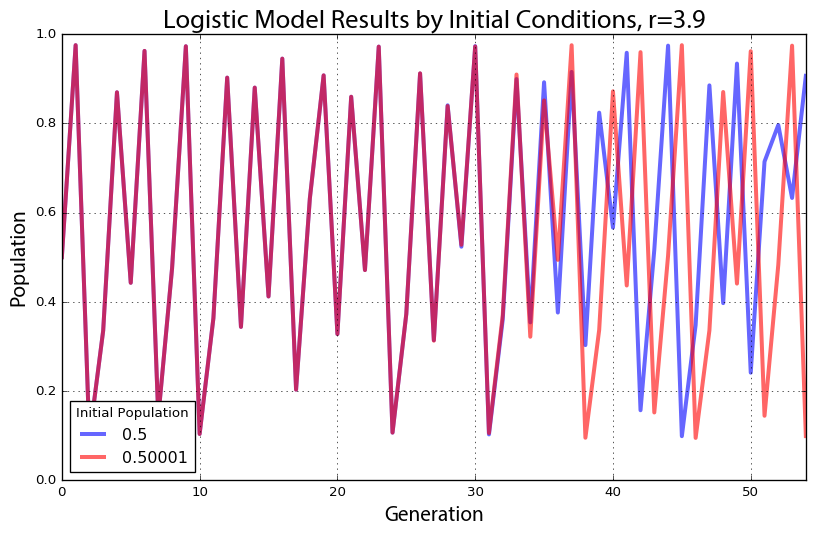 Logistic Model Results by Initial Conditions, r=3.9
Population
1.0
0.8
0.6
0.4
0.2
0.0
Initial Population
0.5
0.50001
0 10 20 30 40 50
Generation